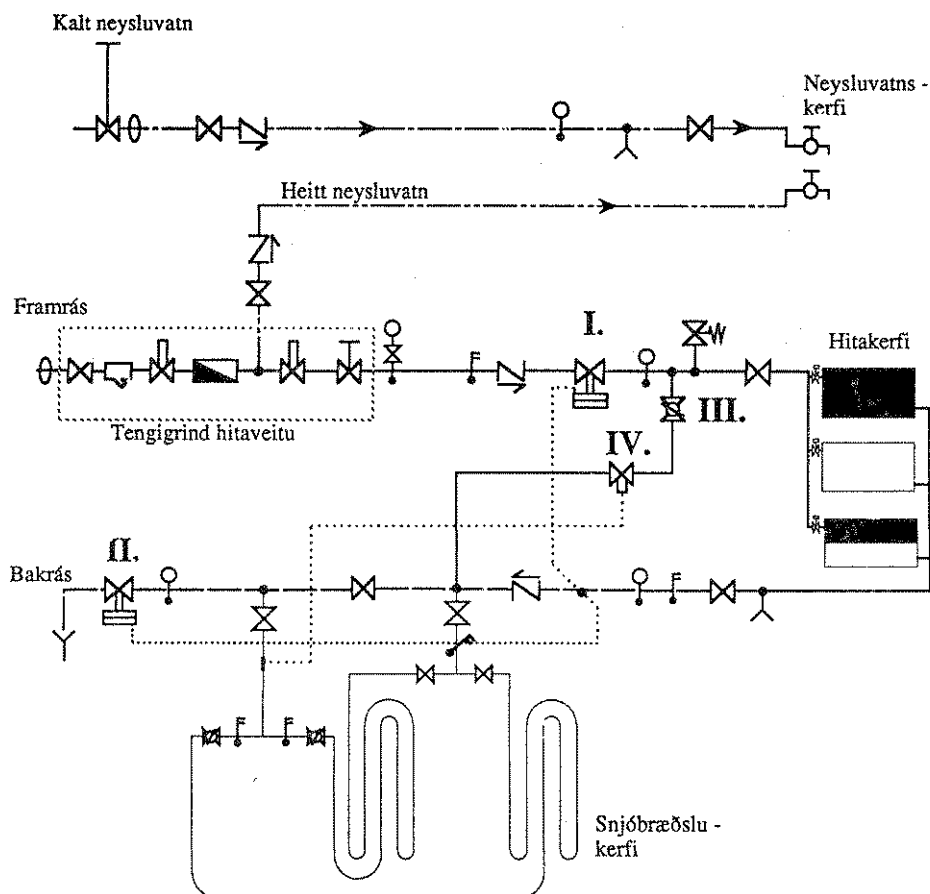 Kalt neysluvatn
Neysluvatns -
kerfi
Heitt neysluvatn
Framrás
I.
Hitakerfi
III.
Tengigrind hitaveitu
IV.
II.
Bakrás
Snjóbræðslu -
kerfi